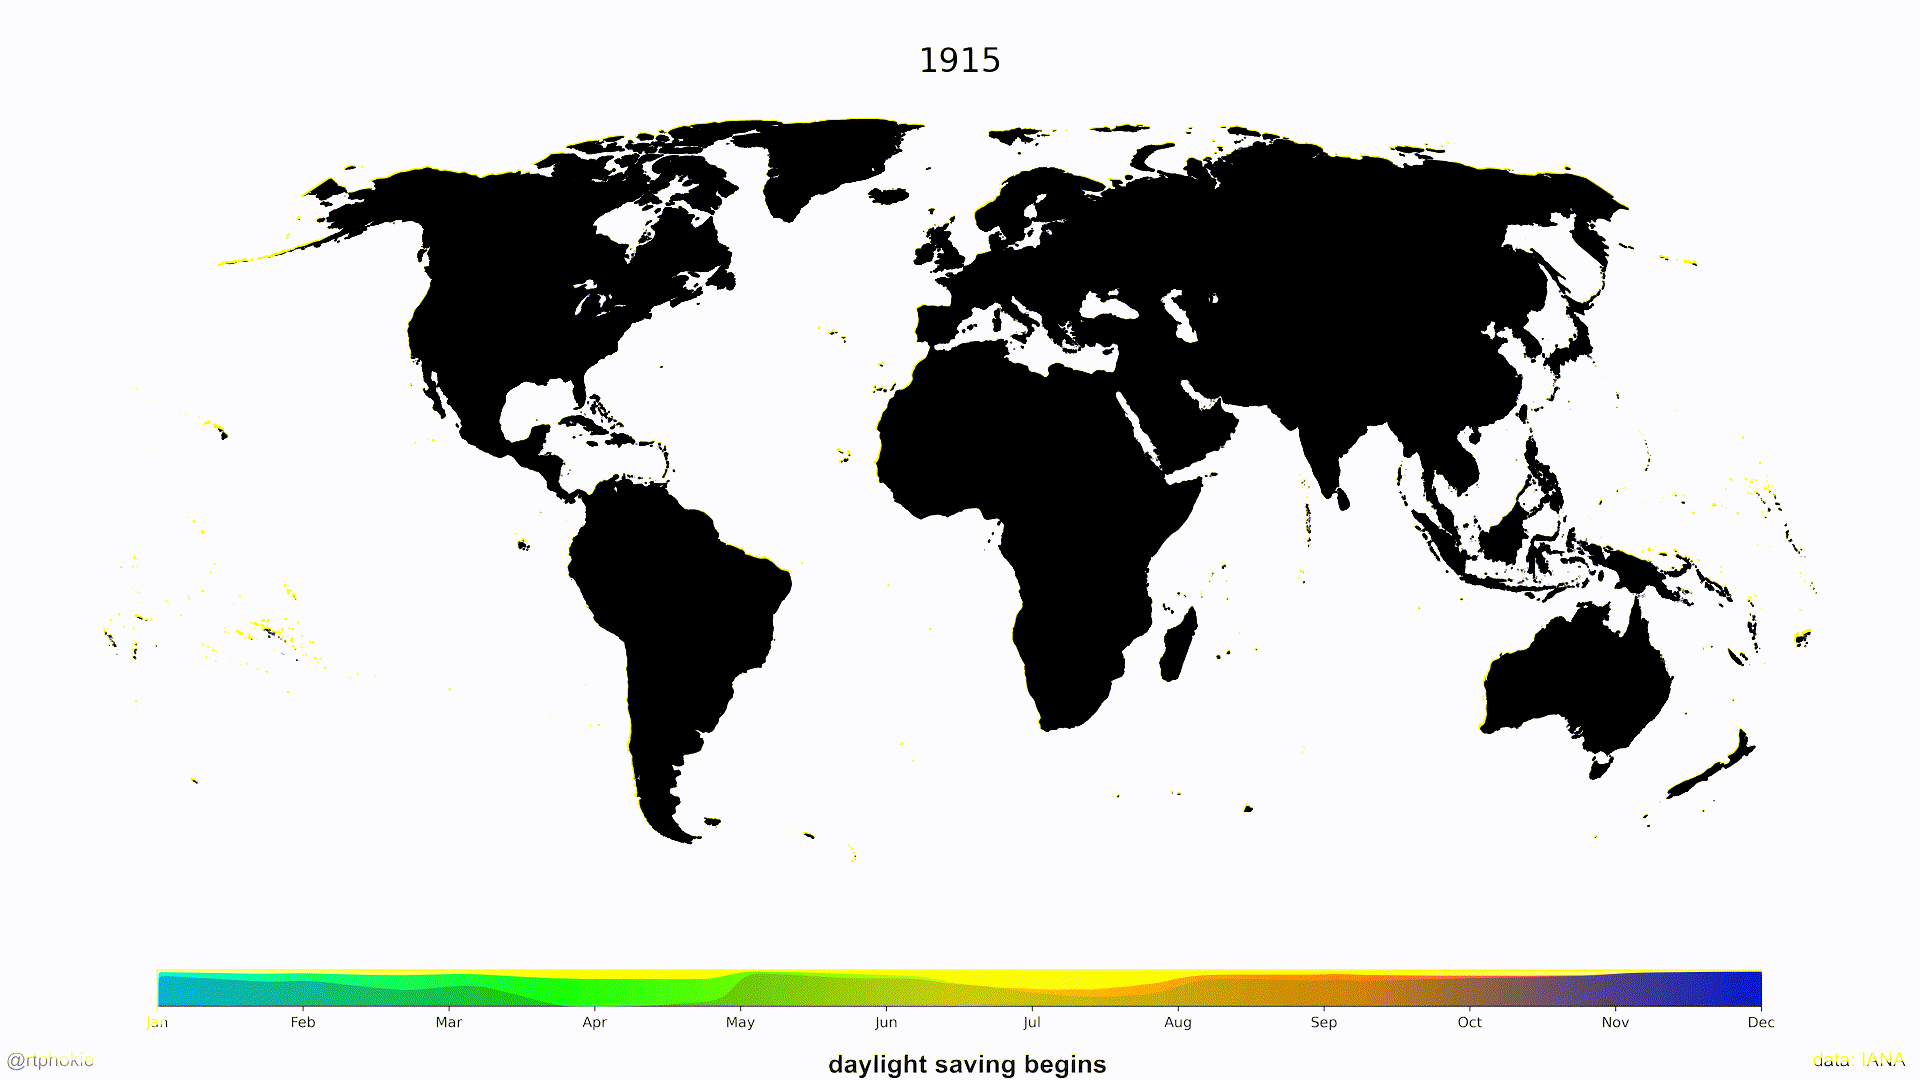 1915
Jan Feb Mar Apr May Jun Jul Aug Sep Oct Nov Dec
@rtphokie
daylight saving begins
data: IANA